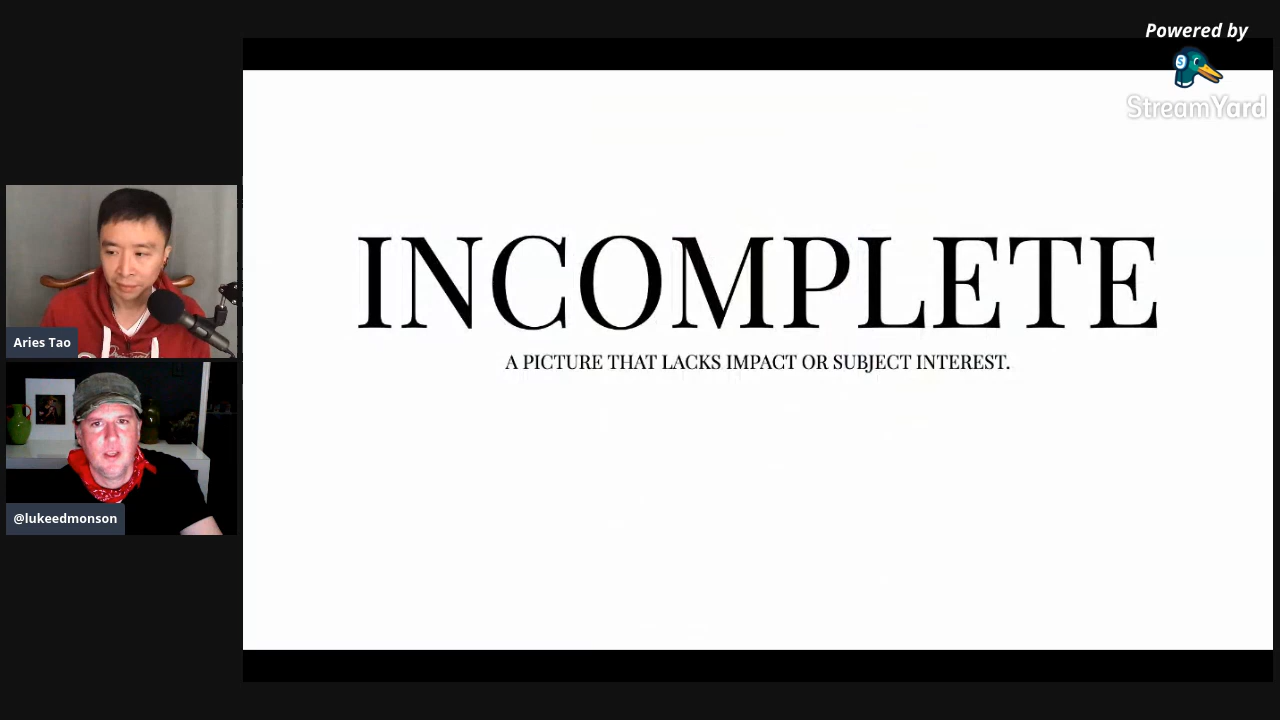 Powered by
S
StreamYard
INCOMPLETE
A PICTURE THAT LACKS IMPACT OR SUBJECT INTEREST.
Aries Tao
@lukeedmonson